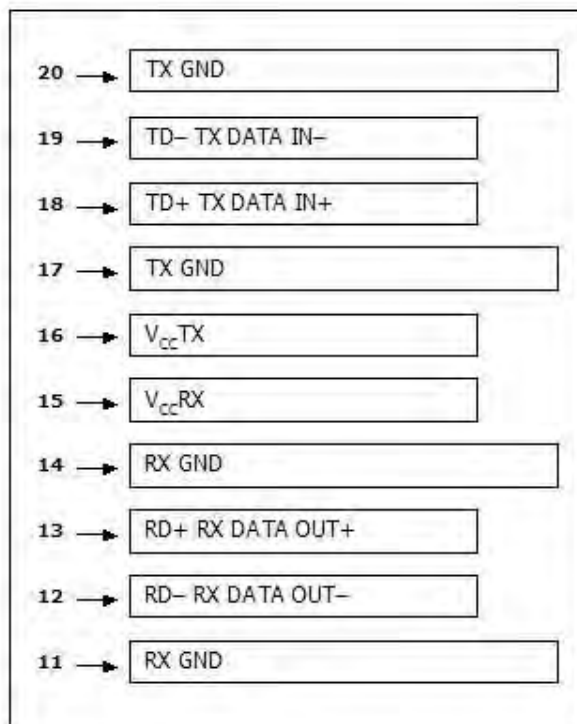 20 TX GND
19 TD– TX DATA IN–
18 TD+ TX DATA IN+
17 TX GND
16 VCCTX
15 VCCRX
14 RX GND
13 RD+ RX DATA OUT+
12 RD– RX DATA OUT–
11 RX GND